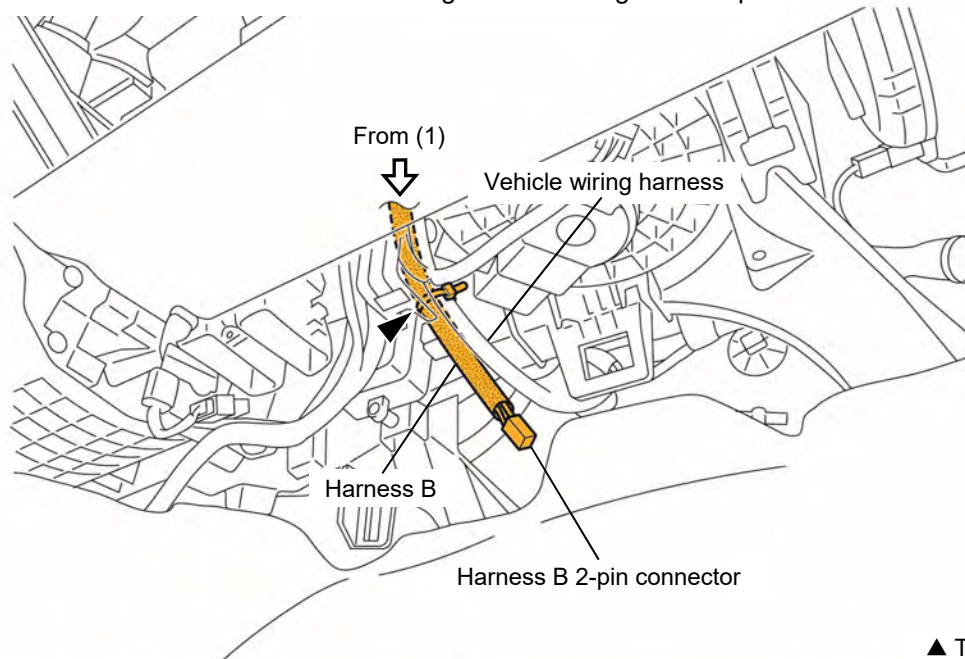 From (1)
Vehicle wiring harness
Harness B
Harness B 2-pin connector
▲ T